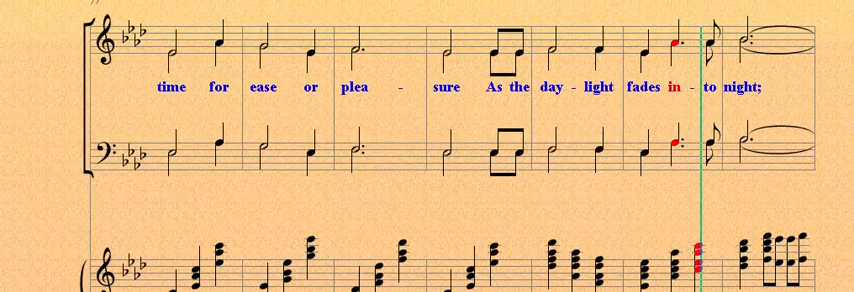 time for ease or plea - sure As the day - light fades in - to night;